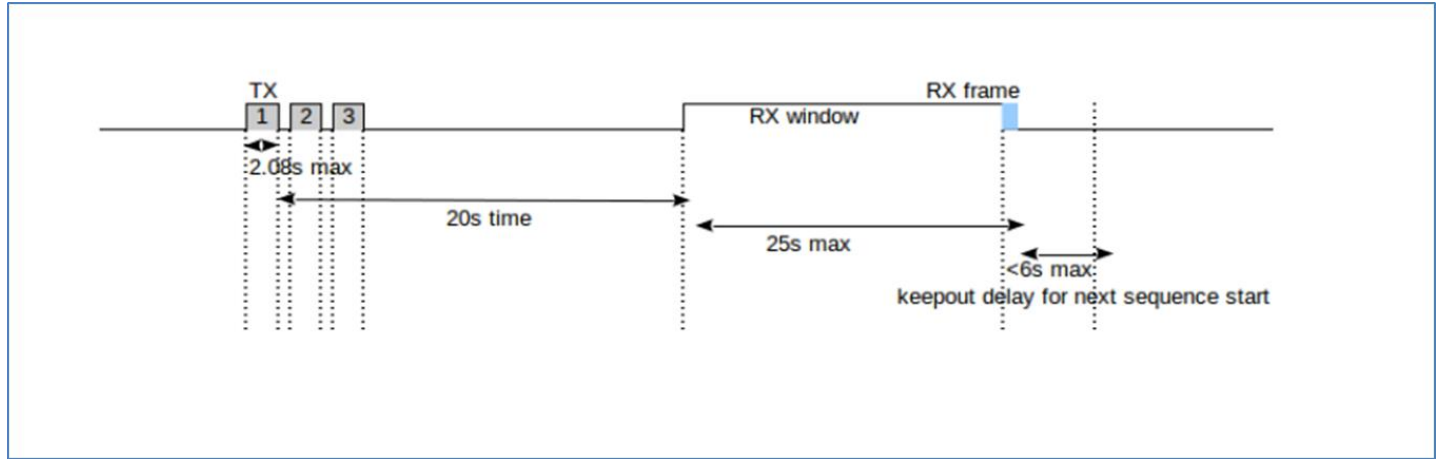 TX
RX frame
1
2
3
RX window
2.08s max
20s time
25s max
<6s max
keepout delay for next sequence start